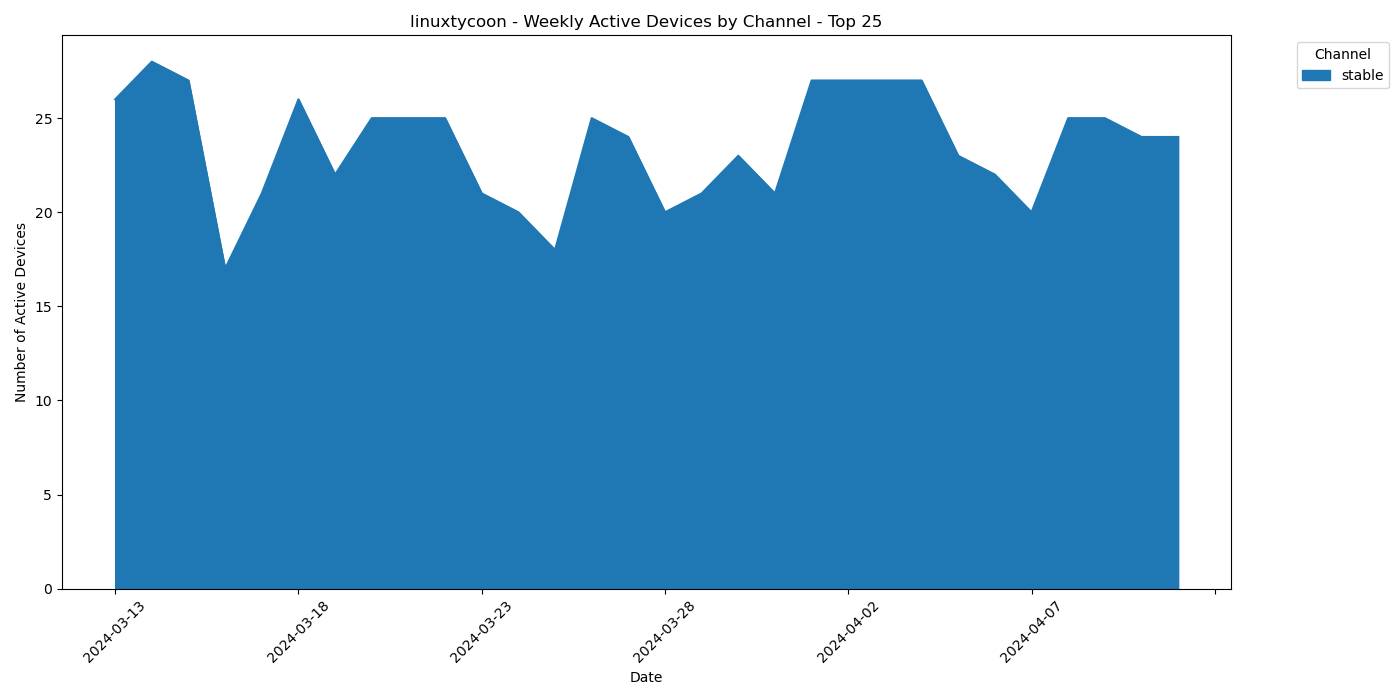 linuxtycoon - Weekly Active Devices by Channel - Top 25
Channel
stable
Number of Active Devices
25
20
15
10
5
0
2024-03-13
2024-03-18
2024-03-23
2024-03-28
2024-04-02
2024-04-07
Date